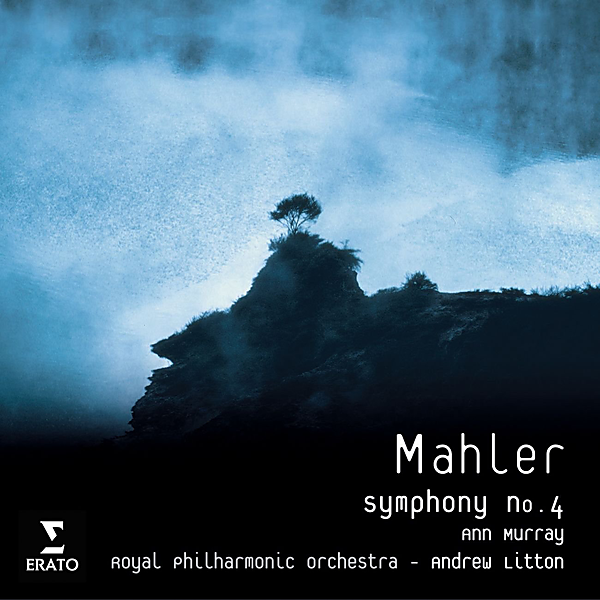 Mahler
symphony no.4
Ann Murray
Royal Philharmonic Orchestra - Andrew Litton
ERATO